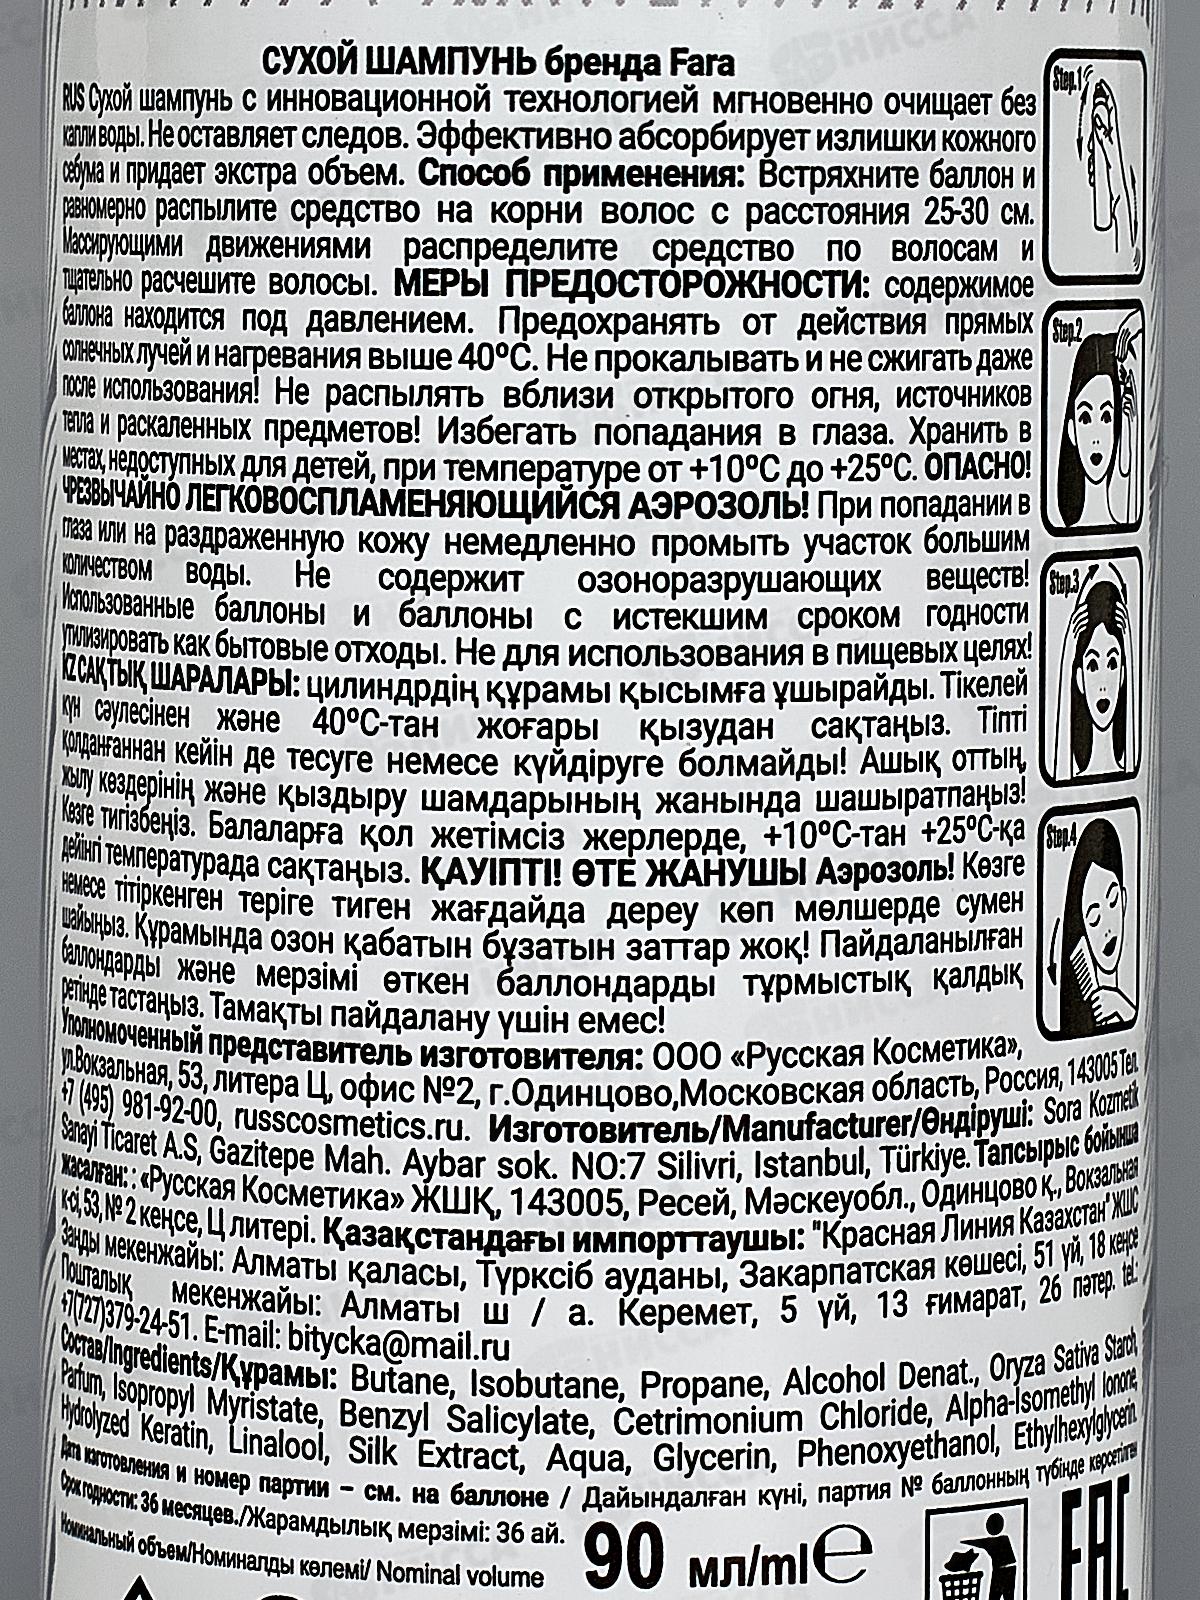 СУХОЙ ШАМПУНЬ бренда Fara
RUS Сухой шампунь с инновационной технологией мгновенно очищает без
капли воды. Не оставляет следов. Эффективно абсорбирует излишки кожного
себума и придает экстра объем. Способ применения: Встряхните баллон и
равномерно распылите средство на корни волос с расстояния 25-30 см.
Массирующими движениями распределите средство по волосам и
тщательно расчешите волосы. МЕРЫ ПРЕДОСТОРОЖНОСТИ: содержимое
баллона находится под давлением. Предохранять от действия прямых
солнечных лучей и нагревания выше 40ºС. Не прокалывать и не сжигать даже
после использования! Не распылять вблизи открытого огня, источников
тепла и раскаленных предметов! Избегать попадания в глаза. Хранить в
местах, недоступных для детей, при температуре от +10ºС до +25ºС. ОПАСНО!
ЧРЕЗВЫЧАЙНО ЛЕГКОВОСПЛАМЕНЯЮЩИЙСЯ АЭРОЗОЛЬ! При попадании в
глаза или на раздраженную кожу немедленно промыть участок большим
количеством воды. Не содержит озоноразрушающих веществ!
Использованные баллоны и баллоны с истекшим сроком годности
утилизировать как бытовые отходы. Не для использования в пищевых целях!
KZ САҚТЫҚ ШАРАЛАРЫ: цилиндрдің құрамы қысымға ұшырайды. Тікелей
күн сәулесінен және 40ºС-тан жоғары қызудан сақтаңыз. Тіпті
қолданғаннан кейін де тесуге немесе күйдіруге болмайды! Ашық оттың,
жылу көздерінің және қыздыру шамдарының жанында шашыратпаңыз!
Көзге тигізбеңіз. Балаларға қол жетімсіз жерлерде, +10ºС-тан +25ºС-қа
дейінгі температурада сақтаңыз. ҚАУІПТІ! ӨТЕ ЖАНУШЫ Аэрозоль! Көзге
немесе тітіркенген теріге тиген жағдайда дереу көп мөлшерде сумен
шайыңыз. Құрамында озон қабатын бұзатын заттар жоқ! Пайдаланылған
баллондарды және мерзімі өткен баллондарды тұрмыстық қалдық
ретінде тастаңыз. Тамақты пайдалану үшін емес!
Уполномоченный представитель изготовителя: ООО «Русская Косметика»,
ул.Вокзальная, 53, литера Ц, офис №2, г.Одинцово,Московская область, Россия, 143005 Тел.
+7 (495) 981-92-00, russcosmetics.ru. Изготовитель/Manufacturer/Өндіруші: Sora Kozmetik
Sanayi Ticaret A.S, Gazitepe Mah. Aybar sok. NO:7 Silivri, Istanbul, Türkiye. Тапсырыс бойынша
жасалған: : «Русская Косметика» ЖШҚ, 143005, Ресей, Мәскеуобл., Одинцово қ., Вокзальная
к-сі, 53, № 2 кеңсе, Ц литері. Қазақстандағы импорттаушы: "Красная Линия Казахстан" ЖШС
Заңды мекенжайы: Алматы қаласы, Түрксіб ауданы, Закарпатская көшесі, 51 үй, 18 кеңсе
Пошталық мекенжайы: Алматы ш / а. Керемет, 5 үй, 13 ғимарат, 26 пәтер. tel.:
+7(727)379-24-51. E-mail: bitycka@mail.ru
Состав/Ingredients/Құрамы: Butane, Isobutane, Propane, Alcohol Denat., Oryza Sativa Starch,
Parfum, Isopropyl Myristate, Benzyl Salicylate, Cetrimonium Chloride, Alpha-Isomethyl Ionone,
Hydrolyzed Keratin, Linalool, Silk Extract, Aqua, Glycerin, Phenoxyethanol, Ethylhexylglycerin.
Дата изготовления и номер партии – см. на баллоне / Дайындалған күні, партия № баллонның түбінде көрсетілген
Срок годности: 36 месяцев./Жарамдылық мерзімі: 36 ай.
Номинальный объем/Номиналды көлемі/ Nominal volume 90 мл/ml e
EAC
Step.1
Step.2
Step.3
Step.4